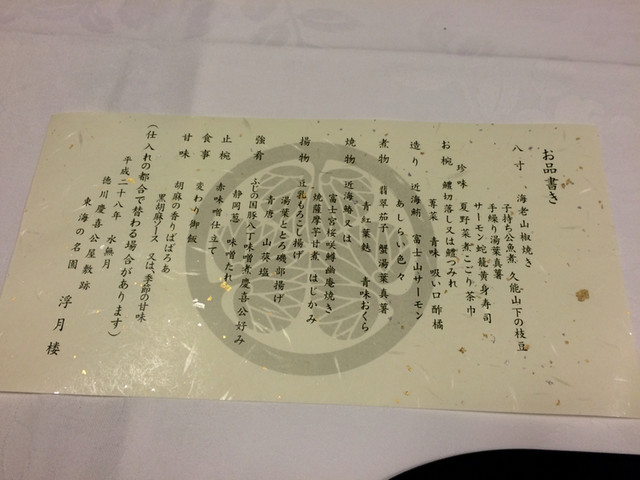 お品書き
八寸 海老山椒焼き
子持ち公魚煮 久能山下の枝豆
手繰り湯葉真薯
サーモン蛇籠黄身寿司
珍味 夏野菜煮こごり茶巾
お椀 鱧切落し又は鱧つみれ
蓴菜 青味 吸い口酢橘
造り 近海鮪 富士山サーモン
あしらい色々
煮物 翡翠茄子 蟹湯葉真薯
青紅葉麩 青味おくら
焼物 近海鰆又は
富士宮桜咲鱒幽庵焼き
焼薩摩芋甘煮 はじかみ
揚物 豆乳もろこし揚げ
湯葉ととろ磯部揚げ
青唐 山葵塩
強肴 ふじの国豚八丁味噌煮慶喜公好み
静岡葱 味噌たれ
止椀 赤味噌仕立て
食事 変わり御飯
甘味 胡麻の香りばばろあ
黒胡麻ソース 又は、季節の甘味
(仕入れの都合で替わる場合があります)
平成二十八年 水無月
徳川慶喜公屋敷跡
東海の名園 浮月楼